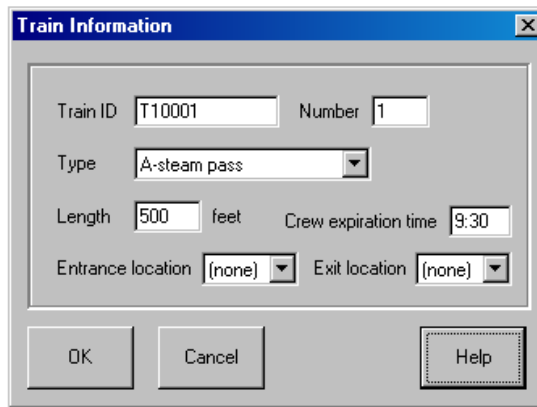 Train Information
Train ID T10001 Number 1
Type A-steam pass
Length 500 feet Crew expiration time 9:30
Entrance location (none) Exit location (none)
OK Cancel Help